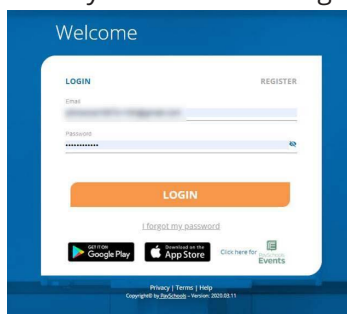 Welcome
LOGIN REGISTER
Email
Password
LOGIN
I forgot my password
GET IT ON Google Play
Download on the App Store
Click here for PaySchools Events
Privacy | Terms | Help
Copyright© by PaySchools - Version: 2020.03.11